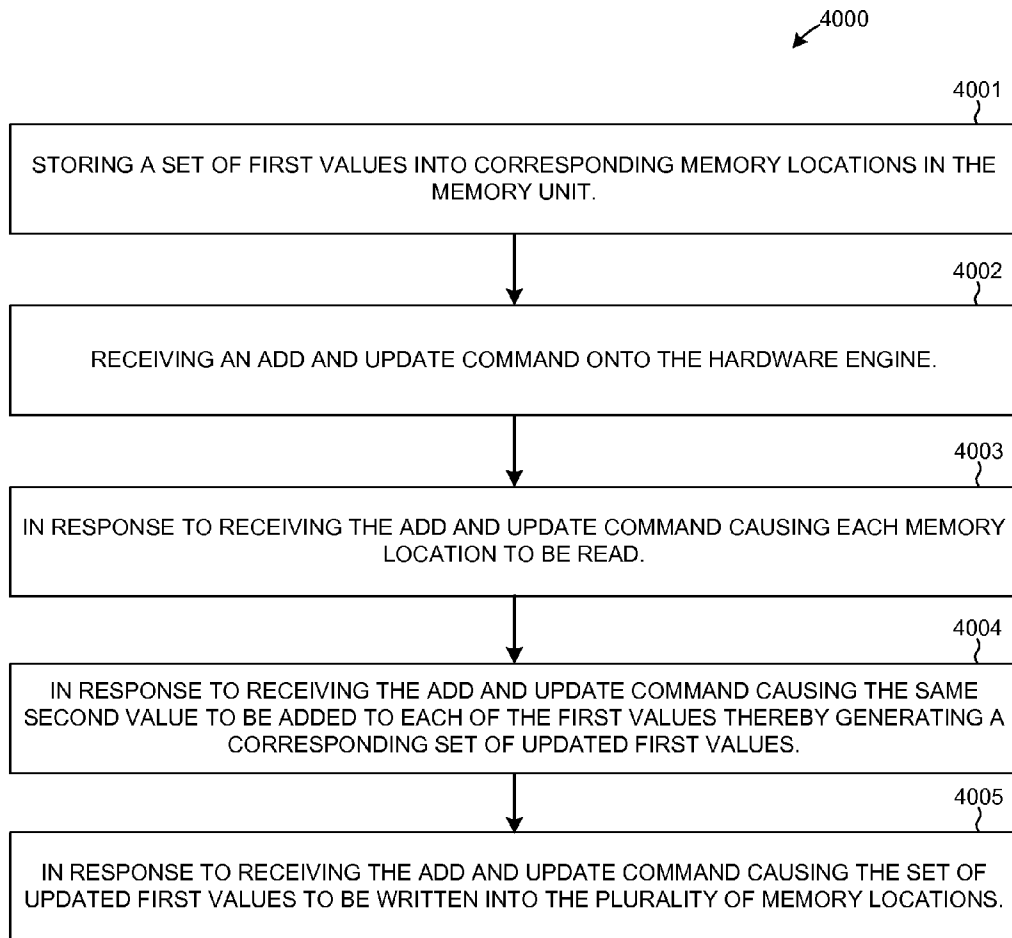 4000
4001
STORING A SET OF FIRST VALUES INTO CORRESPONDING MEMORY LOCATIONS IN THE
MEMORY UNIT.
4002
RECEIVING AN ADD AND UPDATE COMMAND ONTO THE HARDWARE ENGINE.
4003
IN RESPONSE TO RECEIVING THE ADD AND UPDATE COMMAND CAUSING EACH MEMORY
LOCATION TO BE READ.
4004
IN RESPONSE TO RECEIVING THE ADD AND UPDATE COMMAND CAUSING THE SAME
SECOND VALUE TO BE ADDED TO EACH OF THE FIRST VALUES THEREBY GENERATING A
CORRESPONDING SET OF UPDATED FIRST VALUES.
4005
IN RESPONSE TO RECEIVING THE ADD AND UPDATE COMMAND CAUSING THE SET OF
UPDATED FIRST VALUES TO BE WRITTEN INTO THE PLURALITY OF MEMORY LOCATIONS.